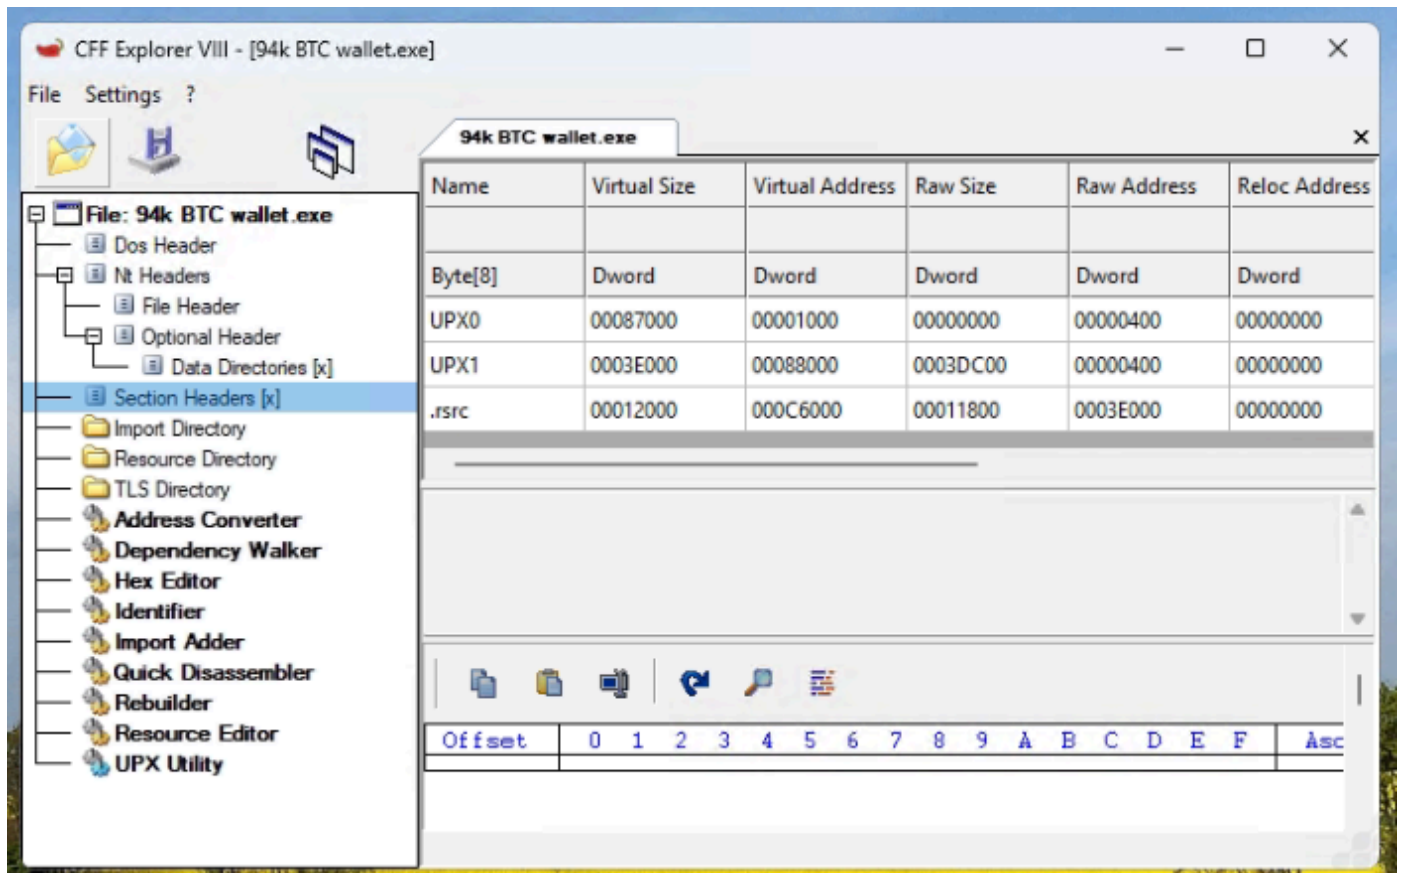 CFF Explorer VIII - [94k BTC wallet.exe]
File Settings ?
94k BTC wallet.exe
File: 94k BTC wallet.exe
Dos Header
Nt Headers
File Header
Optional Header
Data Directories [x]
Section Headers [x]
Import Directory
Resource Directory
TLS Directory
Address Converter
Dependency Walker
Hex Editor
Identifier
Import Adder
Quick Disassembler
Rebuilder
Resource Editor
UPX Utility
Name Virtual Size Virtual Address Raw Size Raw Address Reloc Address
Byte[8] Dword Dword Dword Dword Dword
UPX0 00087000 00001000 00000000 00000400 00000000
UPX1 0003E000 00088000 0003DC00 00000400 00000000
.rsrc 00012000 000C6000 00011800 0003E000 00000000
Offset 0 1 2 3 4 5 6 7 8 9 A B C D E F Asc